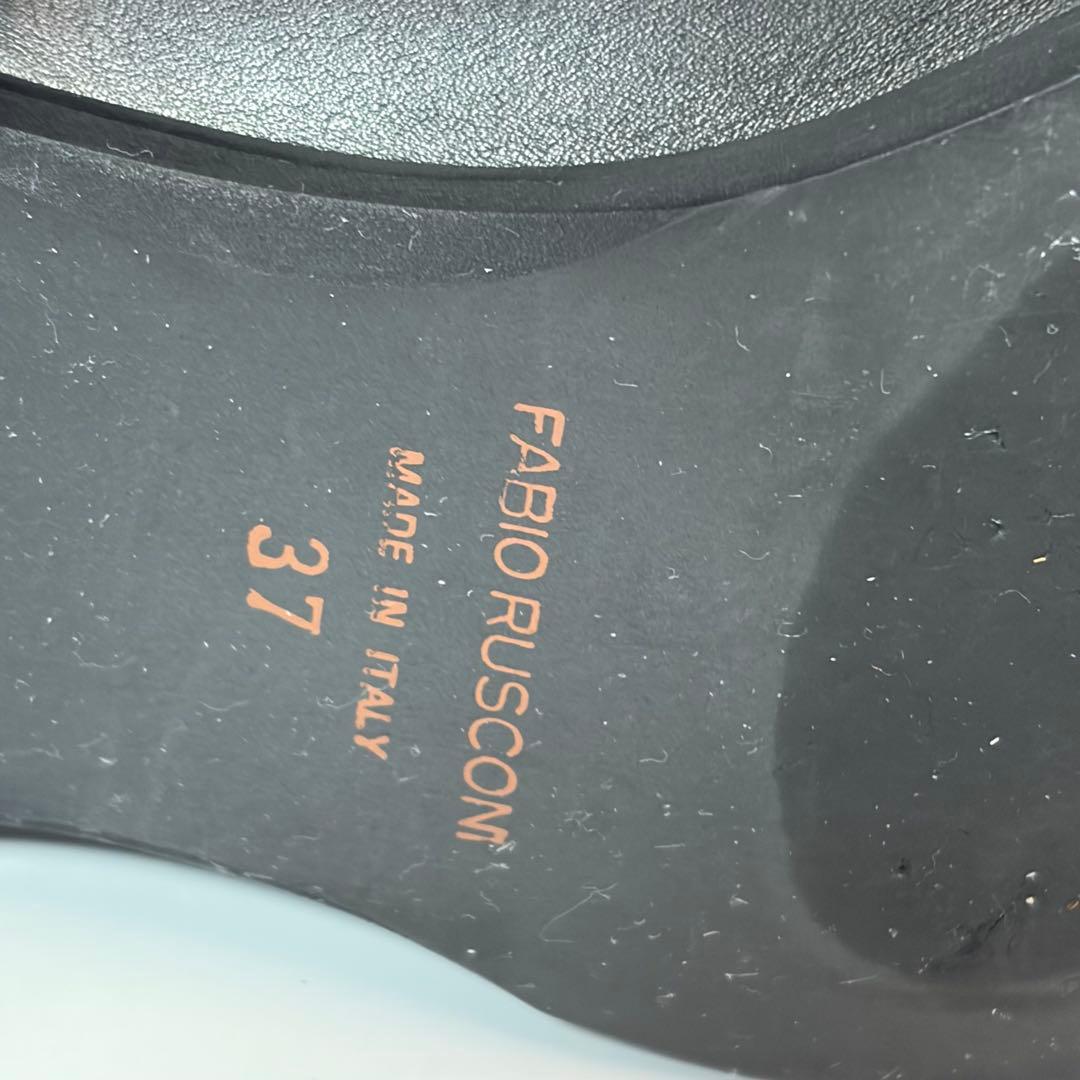 FABIO RUSCONI
MADE IN ITALY
37